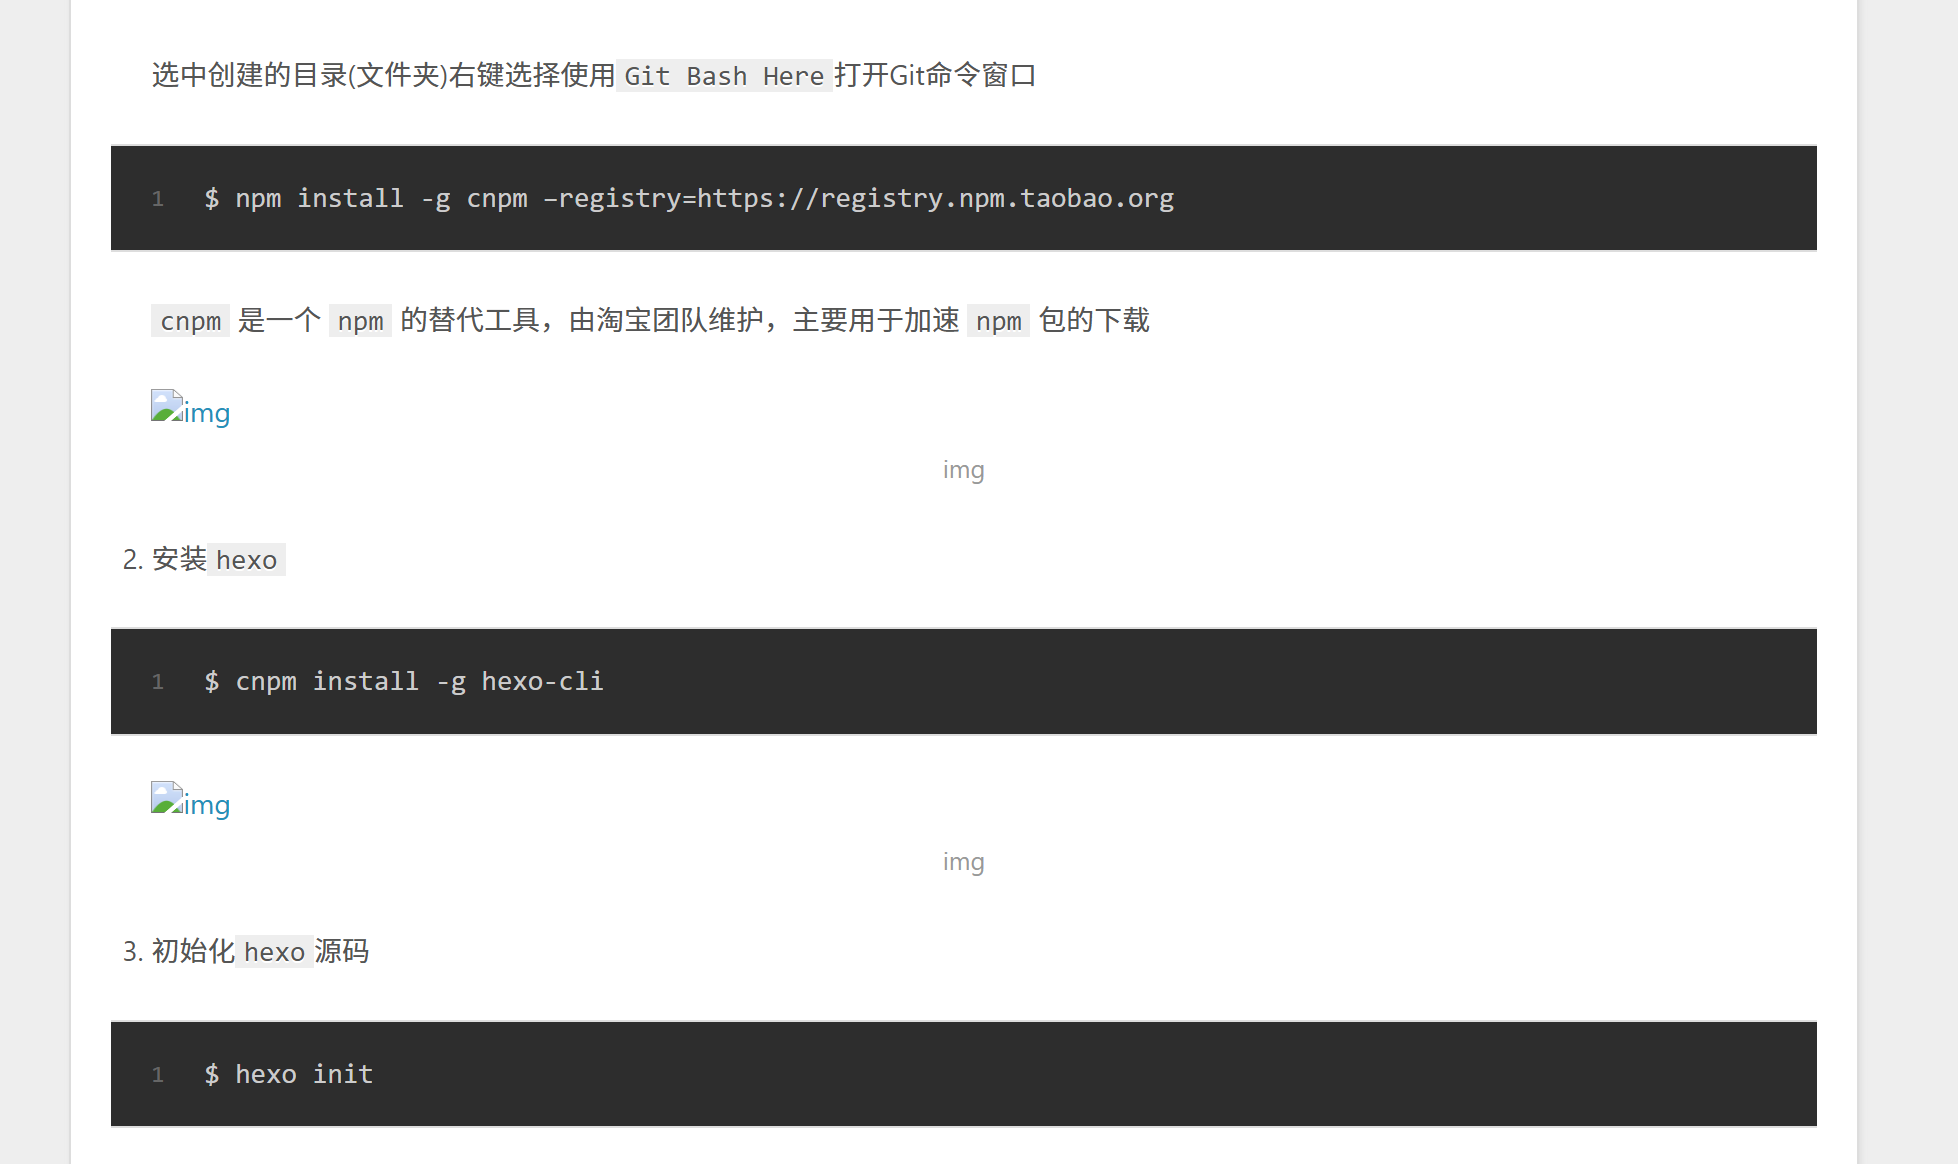 选中创建的目录(文件夹)右键选择使用 Git Bash Here 打开Git命令窗口
1 $ npm install -g cnpm –registry=https://registry.npm.taobao.org
cnpm 是一个 npm 的替代工具，由淘宝团队维护，主要用于加速 npm 包的下载
img
img
2. 安装 hexo
1 $ cnpm install -g hexo-cli
img
img
3. 初始化 hexo 源码
1 $ hexo init